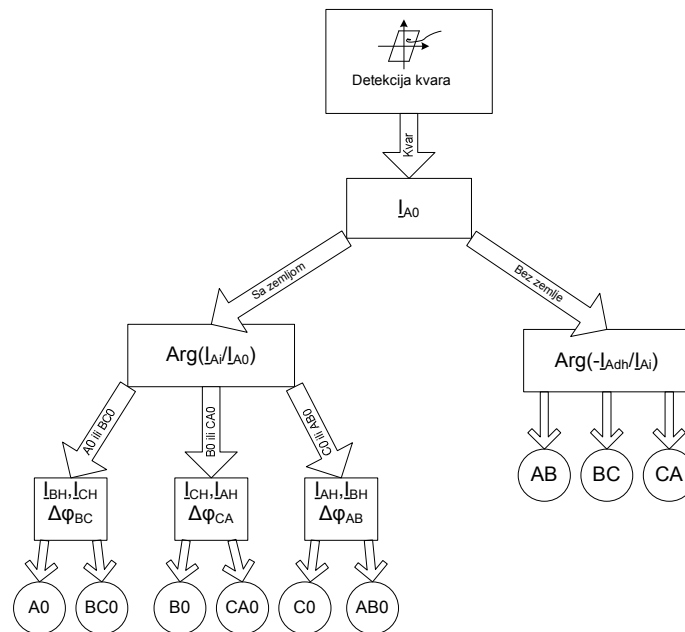 Detekcija kvara
Kvar
I_A0
Sa zemljom
Bez zemlje
Arg(I_Ai/I_A0)
Arg(-I_Adh/I_Ai)
A0 ili BC0
B0 ili CA0
C0 ili AB0
AB
BC
CA
I_BH,I_CH
Δφ_BC
I_CH,I_AH
Δφ_CA
I_AH,I_BH
Δφ_AB
A0
BC0
B0
CA0
C0
AB0